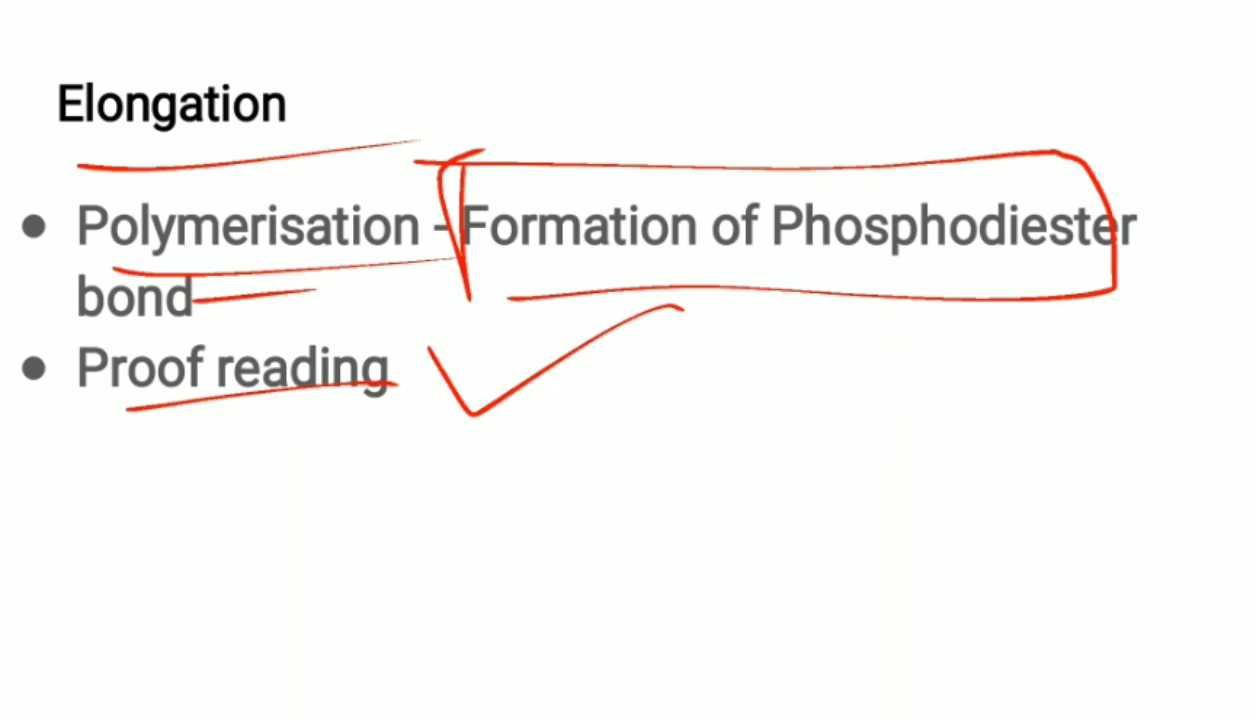 Elongation
● Polymerisation - Formation of Phosphodiester
bond
● Proof reading